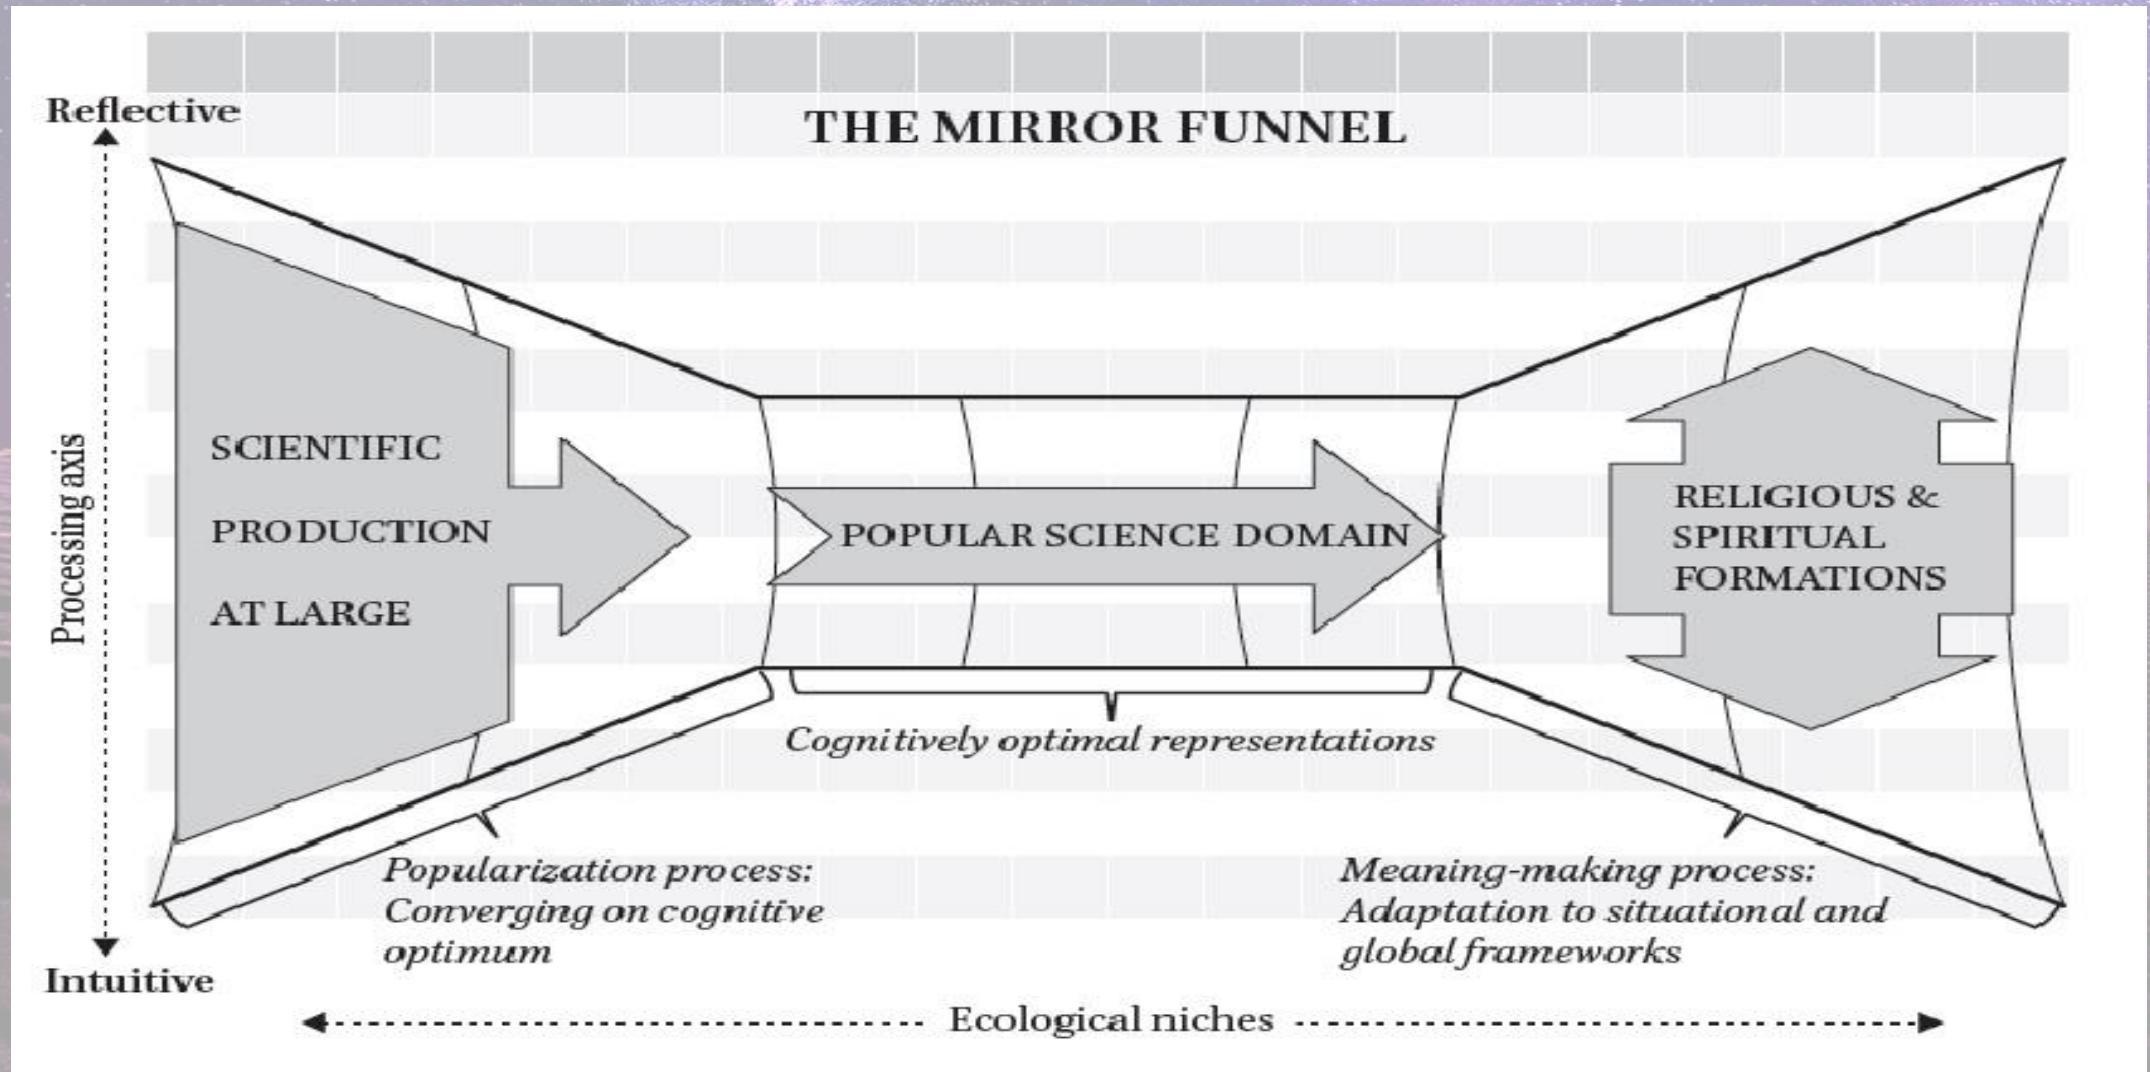 Reflective
THE MIRROR FUNNEL
Processing axis
SCIENTIFIC
PRODUCTION
AT LARGE
POPULAR SCIENCE DOMAIN
RELIGIOUS &
SPIRITUAL
FORMATIONS
Cognitively optimal representations
Popularization process:
Converging on cognitive
optimum
Meaning-making process:
Adaptation to situational and
global frameworks
Intuitive
Ecological niches